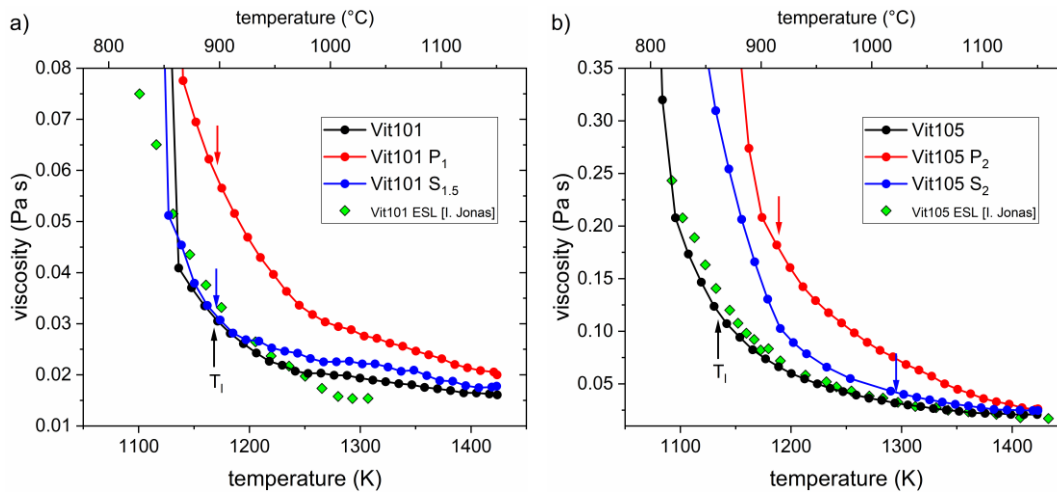 a)
temperature (°C)
800 900 1000 1100
0.08
0.07
0.06
0.05
0.04
0.03
0.02
0.01
viscosity (Pa s)
Vit101
Vit101 P1
Vit101 S1.5
Vit101 ESL [I. Jonas]
Tl
1100 1200 1300 1400
temperature (K)
b)
temperature (°C)
800 900 1000 1100
0.35
0.30
0.25
0.20
0.15
0.10
0.05
viscosity (Pa s)
Vit105
Vit105 P2
Vit105 S2
Vit105 ESL [I. Jonas]
Tl
1100 1200 1300 1400
temperature (K)